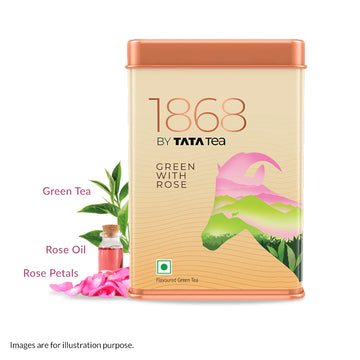 1868
BY TATA Tea
GREEN
WITH
ROSE
Green Tea
Rose Oil
Rose Petals
Flavoured Green Tea
Images are for illustration purpose.